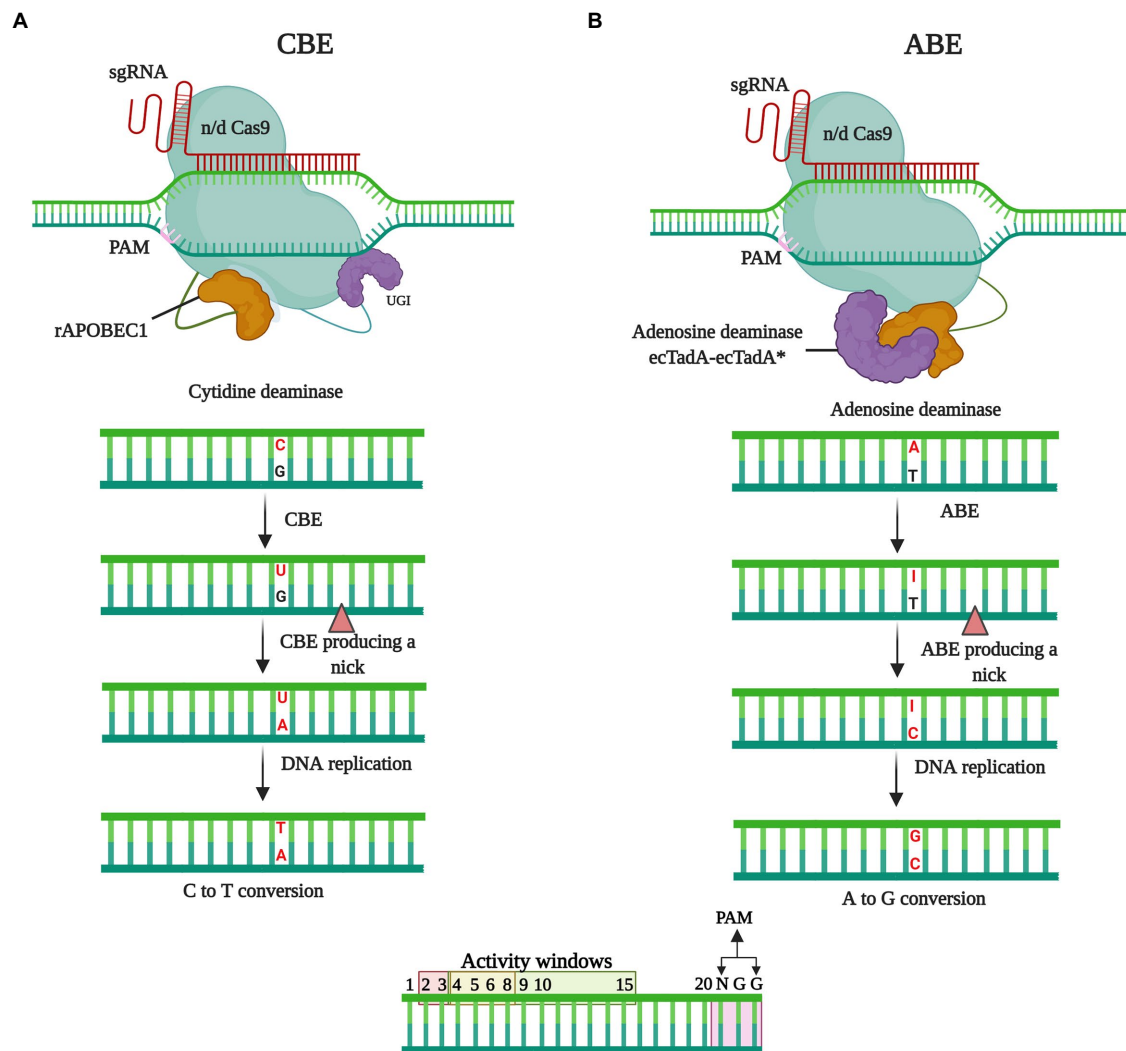 A
CBE
sgRNA
n/d Cas9
PAM
UGI
rAPOBEC1
Cytidine deaminase
C
G
CBE
U
G
CBE producing a
nick
U
A
DNA replication
T
A
C to T conversion
B
ABE
sgRNA
n/d Cas9
PAM
Adenosine deaminase
ecTadA-ecTadA*
Adenosine deaminase
A
T
ABE
I
T
ABE producing a
nick
I
C
DNA replication
G
C
A to G conversion
PAM
Activity windows
1 2 3 4 5 6 8 9 10 15 20 N G G